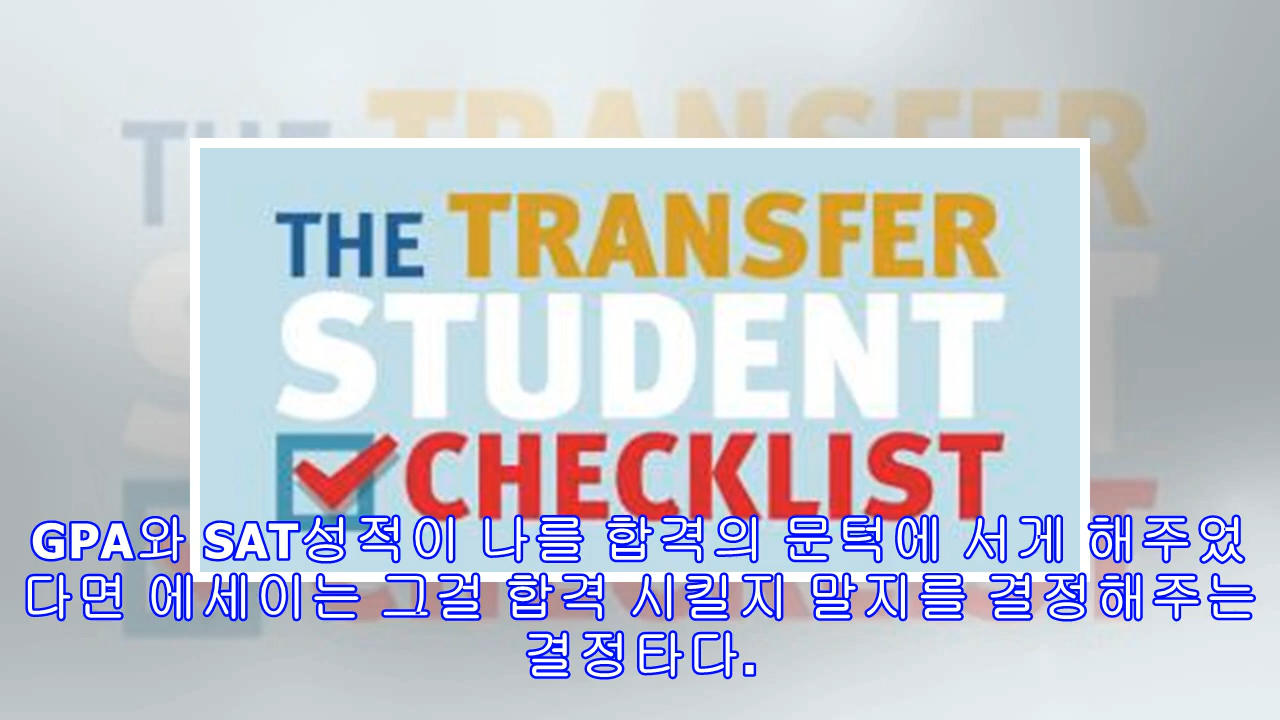 THE TRANSFER
STUDENT
CHECKLIST
GPA와 SAT성적이 나를 합격의 문턱에 서게 해주었
다면 에세이는 그걸 합격 시킬지 말지를 결정해주는
결정타다.